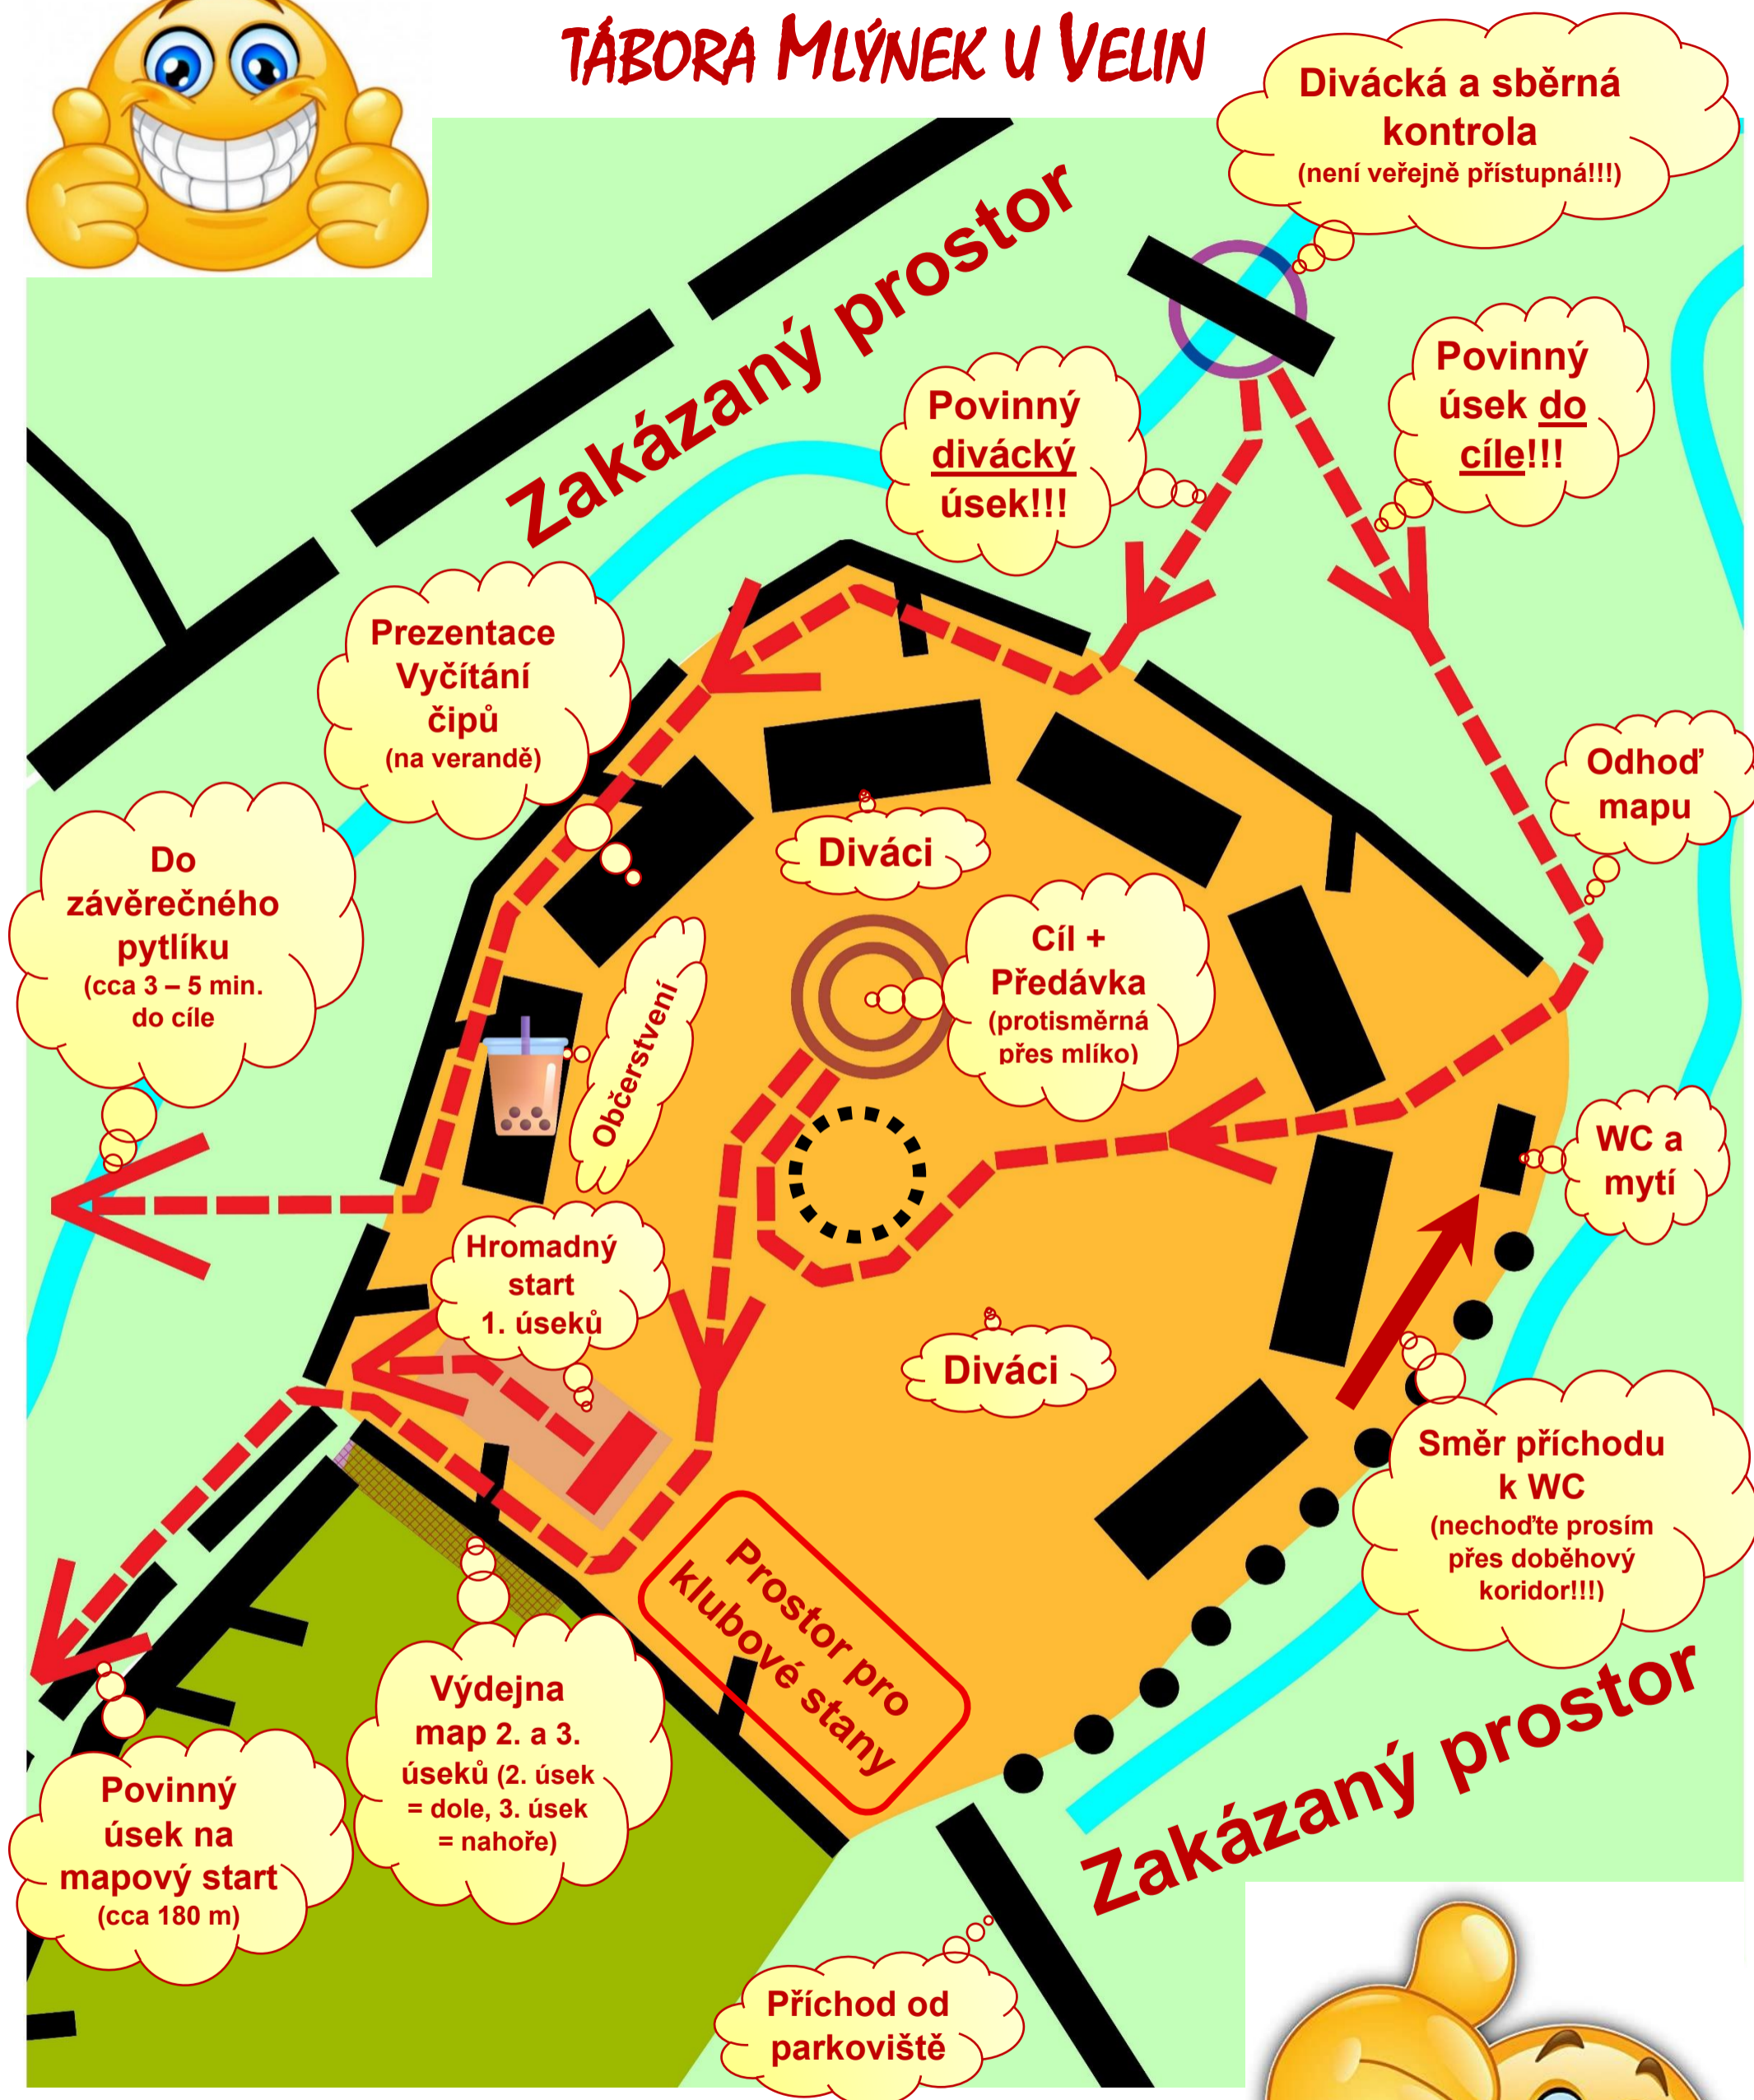 TÁBORA MLÝNEK U VELIN
Divácká a sběrná
kontrola
(není veřejně přístupná!!!)
Zakázaný prostor
Povinný
divácký
úsek!!!
Povinný
úsek do
cíle!!!
Prezentace
Vyčítání
čipů
(na verandě)
Odhoď
mapu
Do
závěrečného
pytlíku
(cca 3 – 5 min.
do cíle
Diváci
Cíl +
Předávka
(protisměrná
přes mlíko)
Občerstvení
WC a
mytí
Hromadný
start
1. úseků
Diváci
Směr příchodu
k WC
(nechoďte prosím
přes doběhový
koridor!!!)
Prostor pro
klubové stany
Výdejna
map 2. a 3.
úseků (2. úsek
= dole, 3. úsek
= nahoře)
Zakázaný prostor
Povinný
úsek na
mapový start
(cca 180 m)
Příchod od
parkoviště